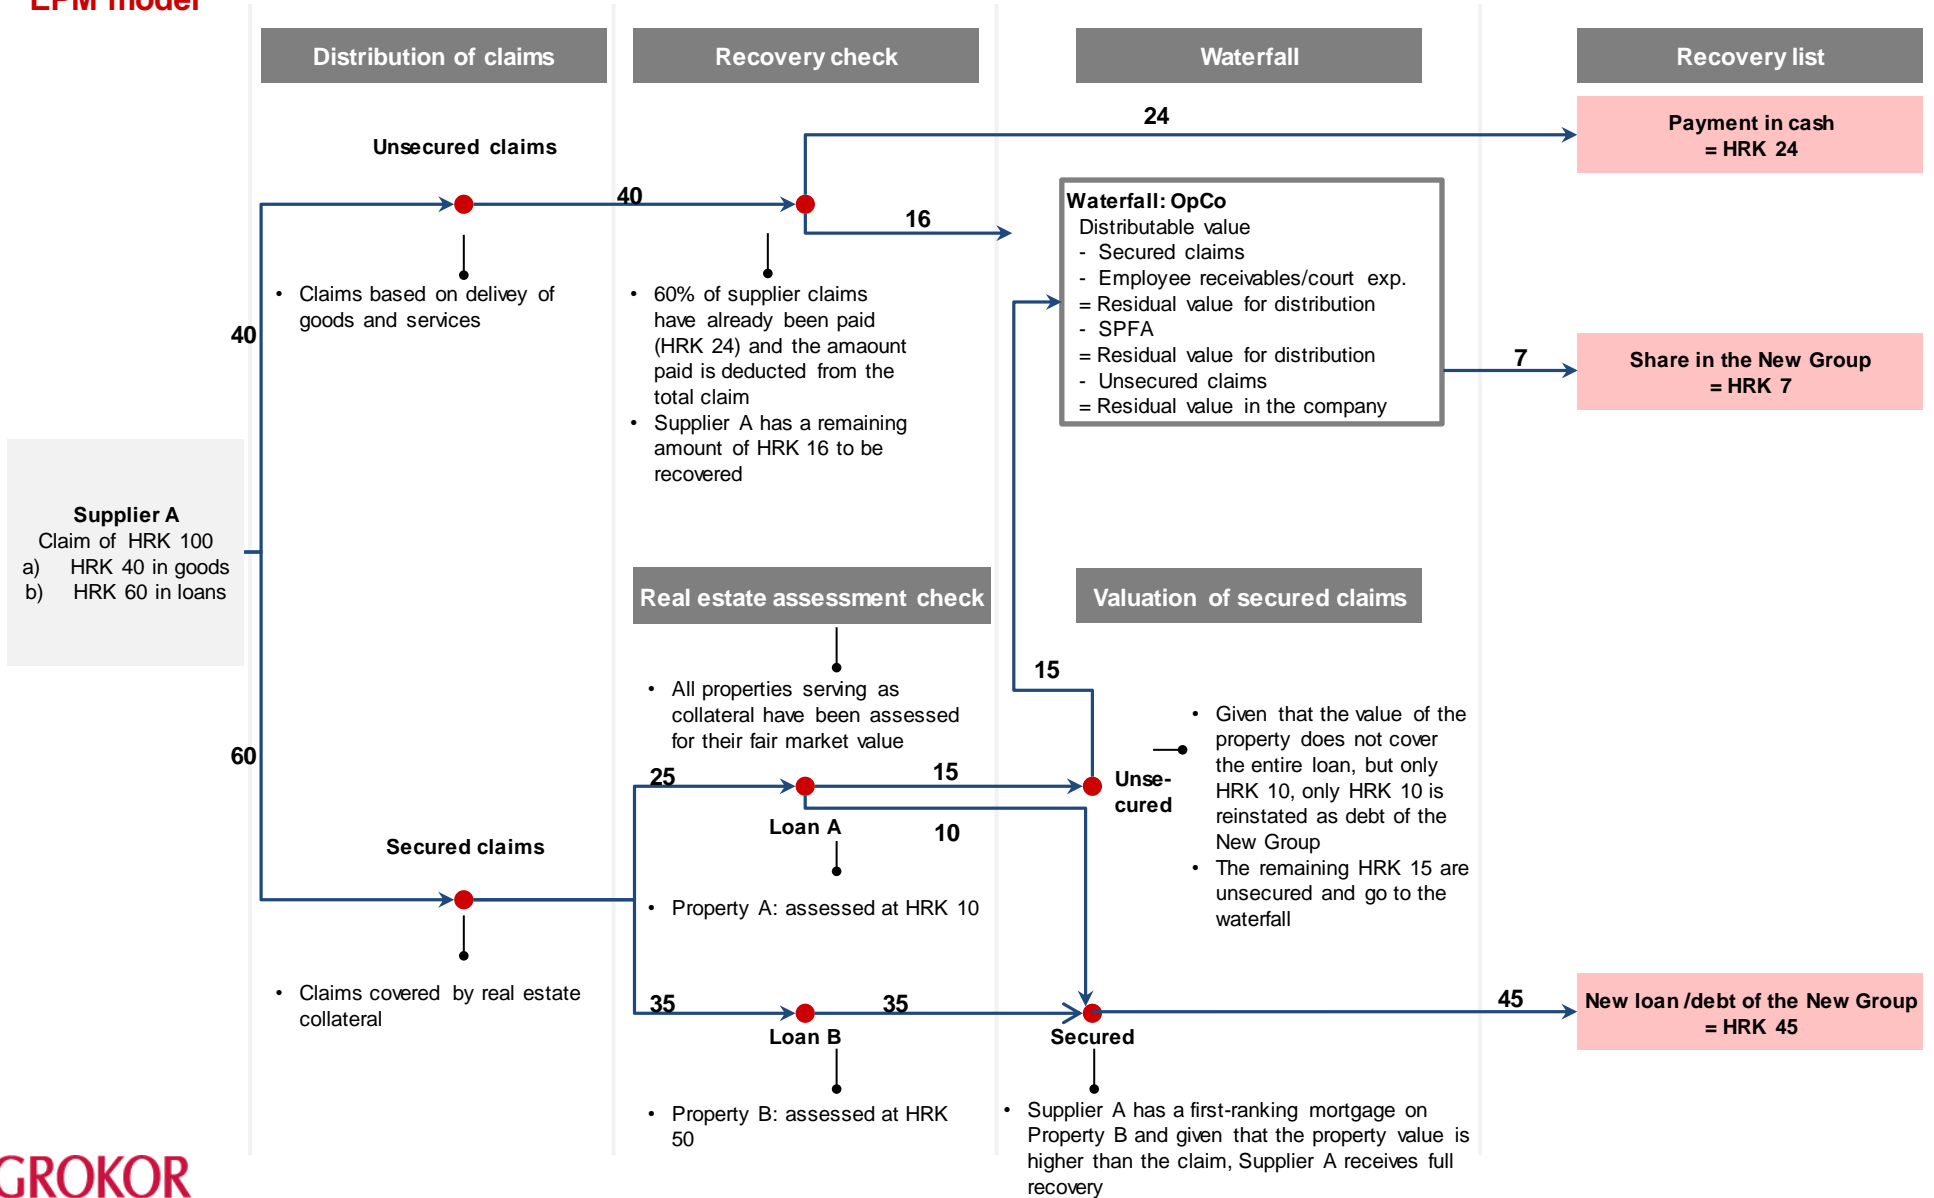 EPM model
Distribution of claims
Recovery check
Waterfall
Recovery list
Unsecured claims
40
40
24
16
Payment in cash
= HRK 24
• Claims based on delivey of
goods and services
• 60% of supplier claims
have already been paid
(HRK 24) and the amaount
paid is deducted from the
total claim
• Supplier A has a remaining
amount of HRK 16 to be
recovered
Waterfall: OpCo
Distributable value
- Secured claims
- Employee receivables/court exp.
= Residual value for distribution
- SPFA
= Residual value for distribution
- Unsecured claims
= Residual value in the company
7
Share in the New Group
= HRK 7
Supplier A
Claim of HRK 100
a) HRK 40 in goods
b) HRK 60 in loans
Real estate assessment check
Valuation of secured claims
• All properties serving as
collateral have been assessed
for their fair market value
60
25
15
15
10
Loan A
Unse-
cured
• Given that the value of the
property does not cover
the entire loan, but only
HRK 10, only HRK 10 is
reinstated as debt of the
New Group
• The remaining HRK 15 are
unsecured and go to the
waterfall
Secured claims
• Property A: assessed at HRK 10
• Claims covered by real estate
collateral
35
35
Loan B
Secured
45
New loan /debt of the New Group
= HRK 45
• Property B: assessed at HRK
50
• Supplier A has a first-ranking mortgage on
Property B and given that the property value is
higher than the claim, Supplier A receives full
recovery
GROKOR